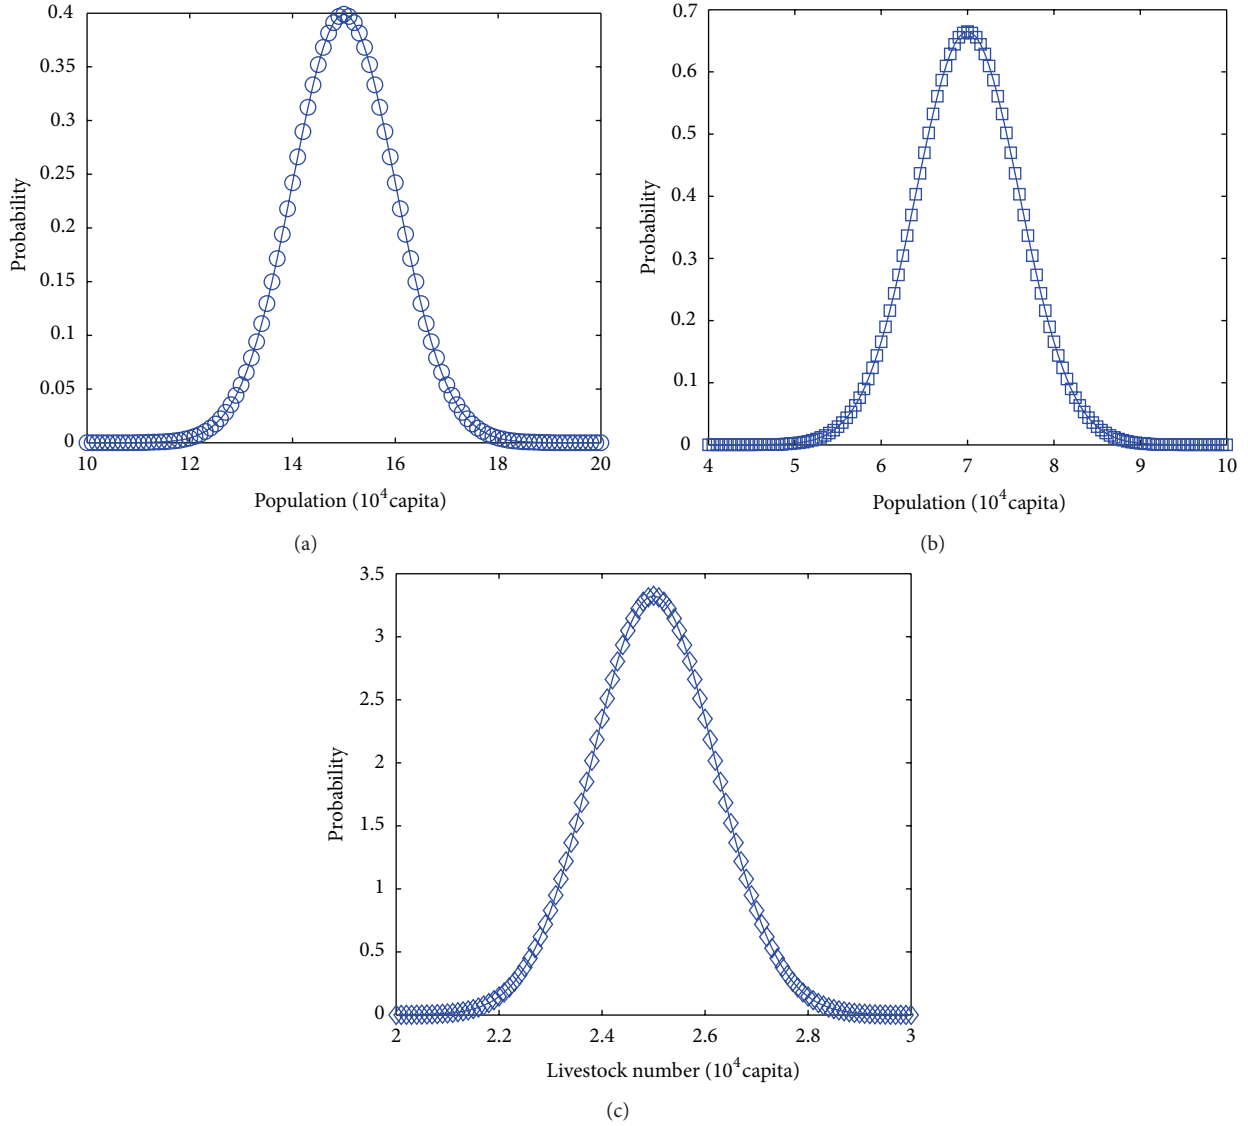 0.4
0.35
0.3
0.25
0.2
0.15
0.1
0.05
0
Probability
10 12 14 16 18 20
Population (10⁴capita)
(a)
0.7
0.6
0.5
0.4
0.3
0.2
0.1
0
Probability
4 5 6 7 8 9 10
Population (10⁴capita)
(b)
3.5
3
2.5
2
1.5
1
0.5
0
Probability
2 2.2 2.4 2.6 2.8 3
Livestock number (10⁴capita)
(c)